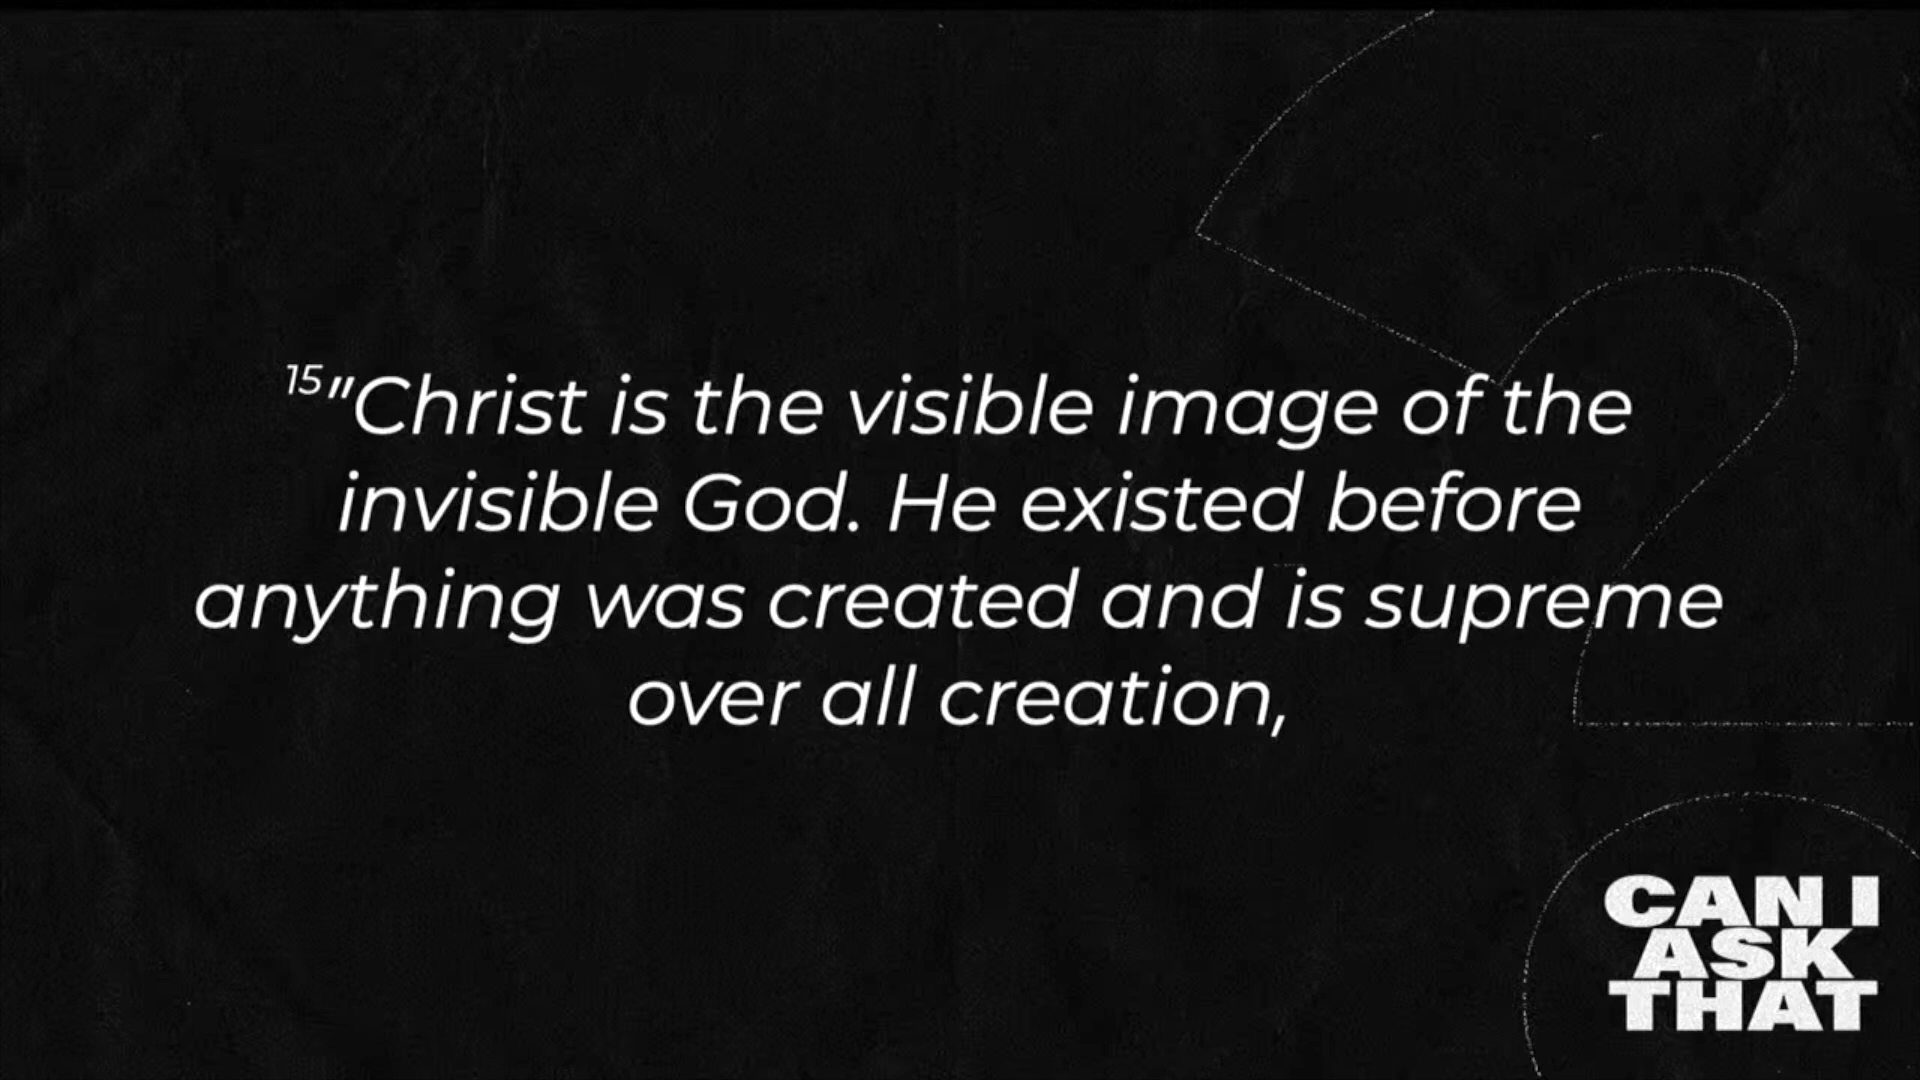 15"Christ is the visible image of the
invisible God. He existed before
anything was created and is supreme
over all creation,
CAN I
ASK
THAT